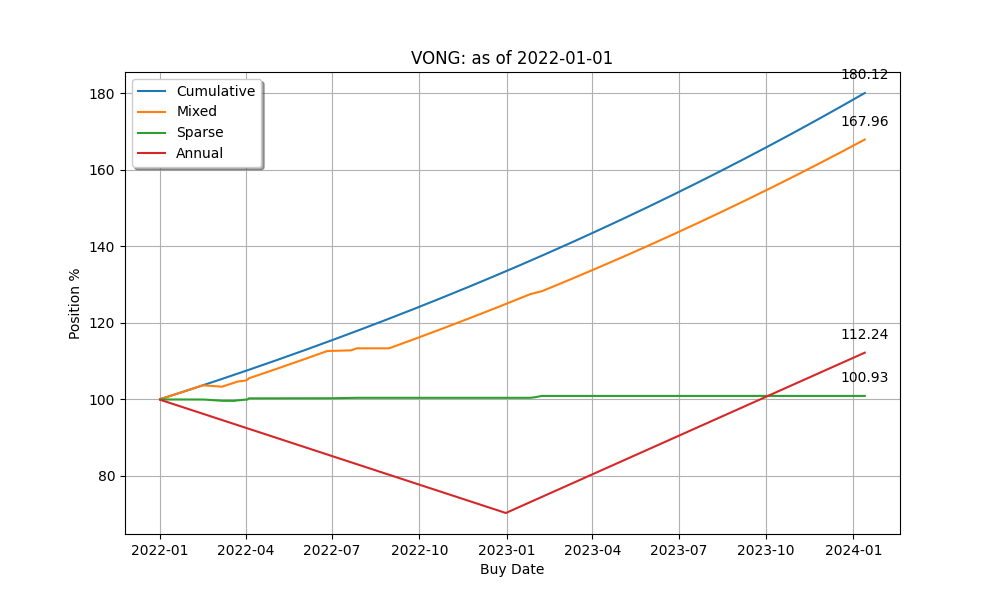 VONG: as of 2022-01-01
180.12
167.96
112.24
100.93
Cumulative
Mixed
Sparse
Annual
180
160
140
120
100
80
Position %
2022-01 2022-04 2022-07 2022-10 2023-01 2023-04 2023-07 2023-10 2024-01
Buy Date